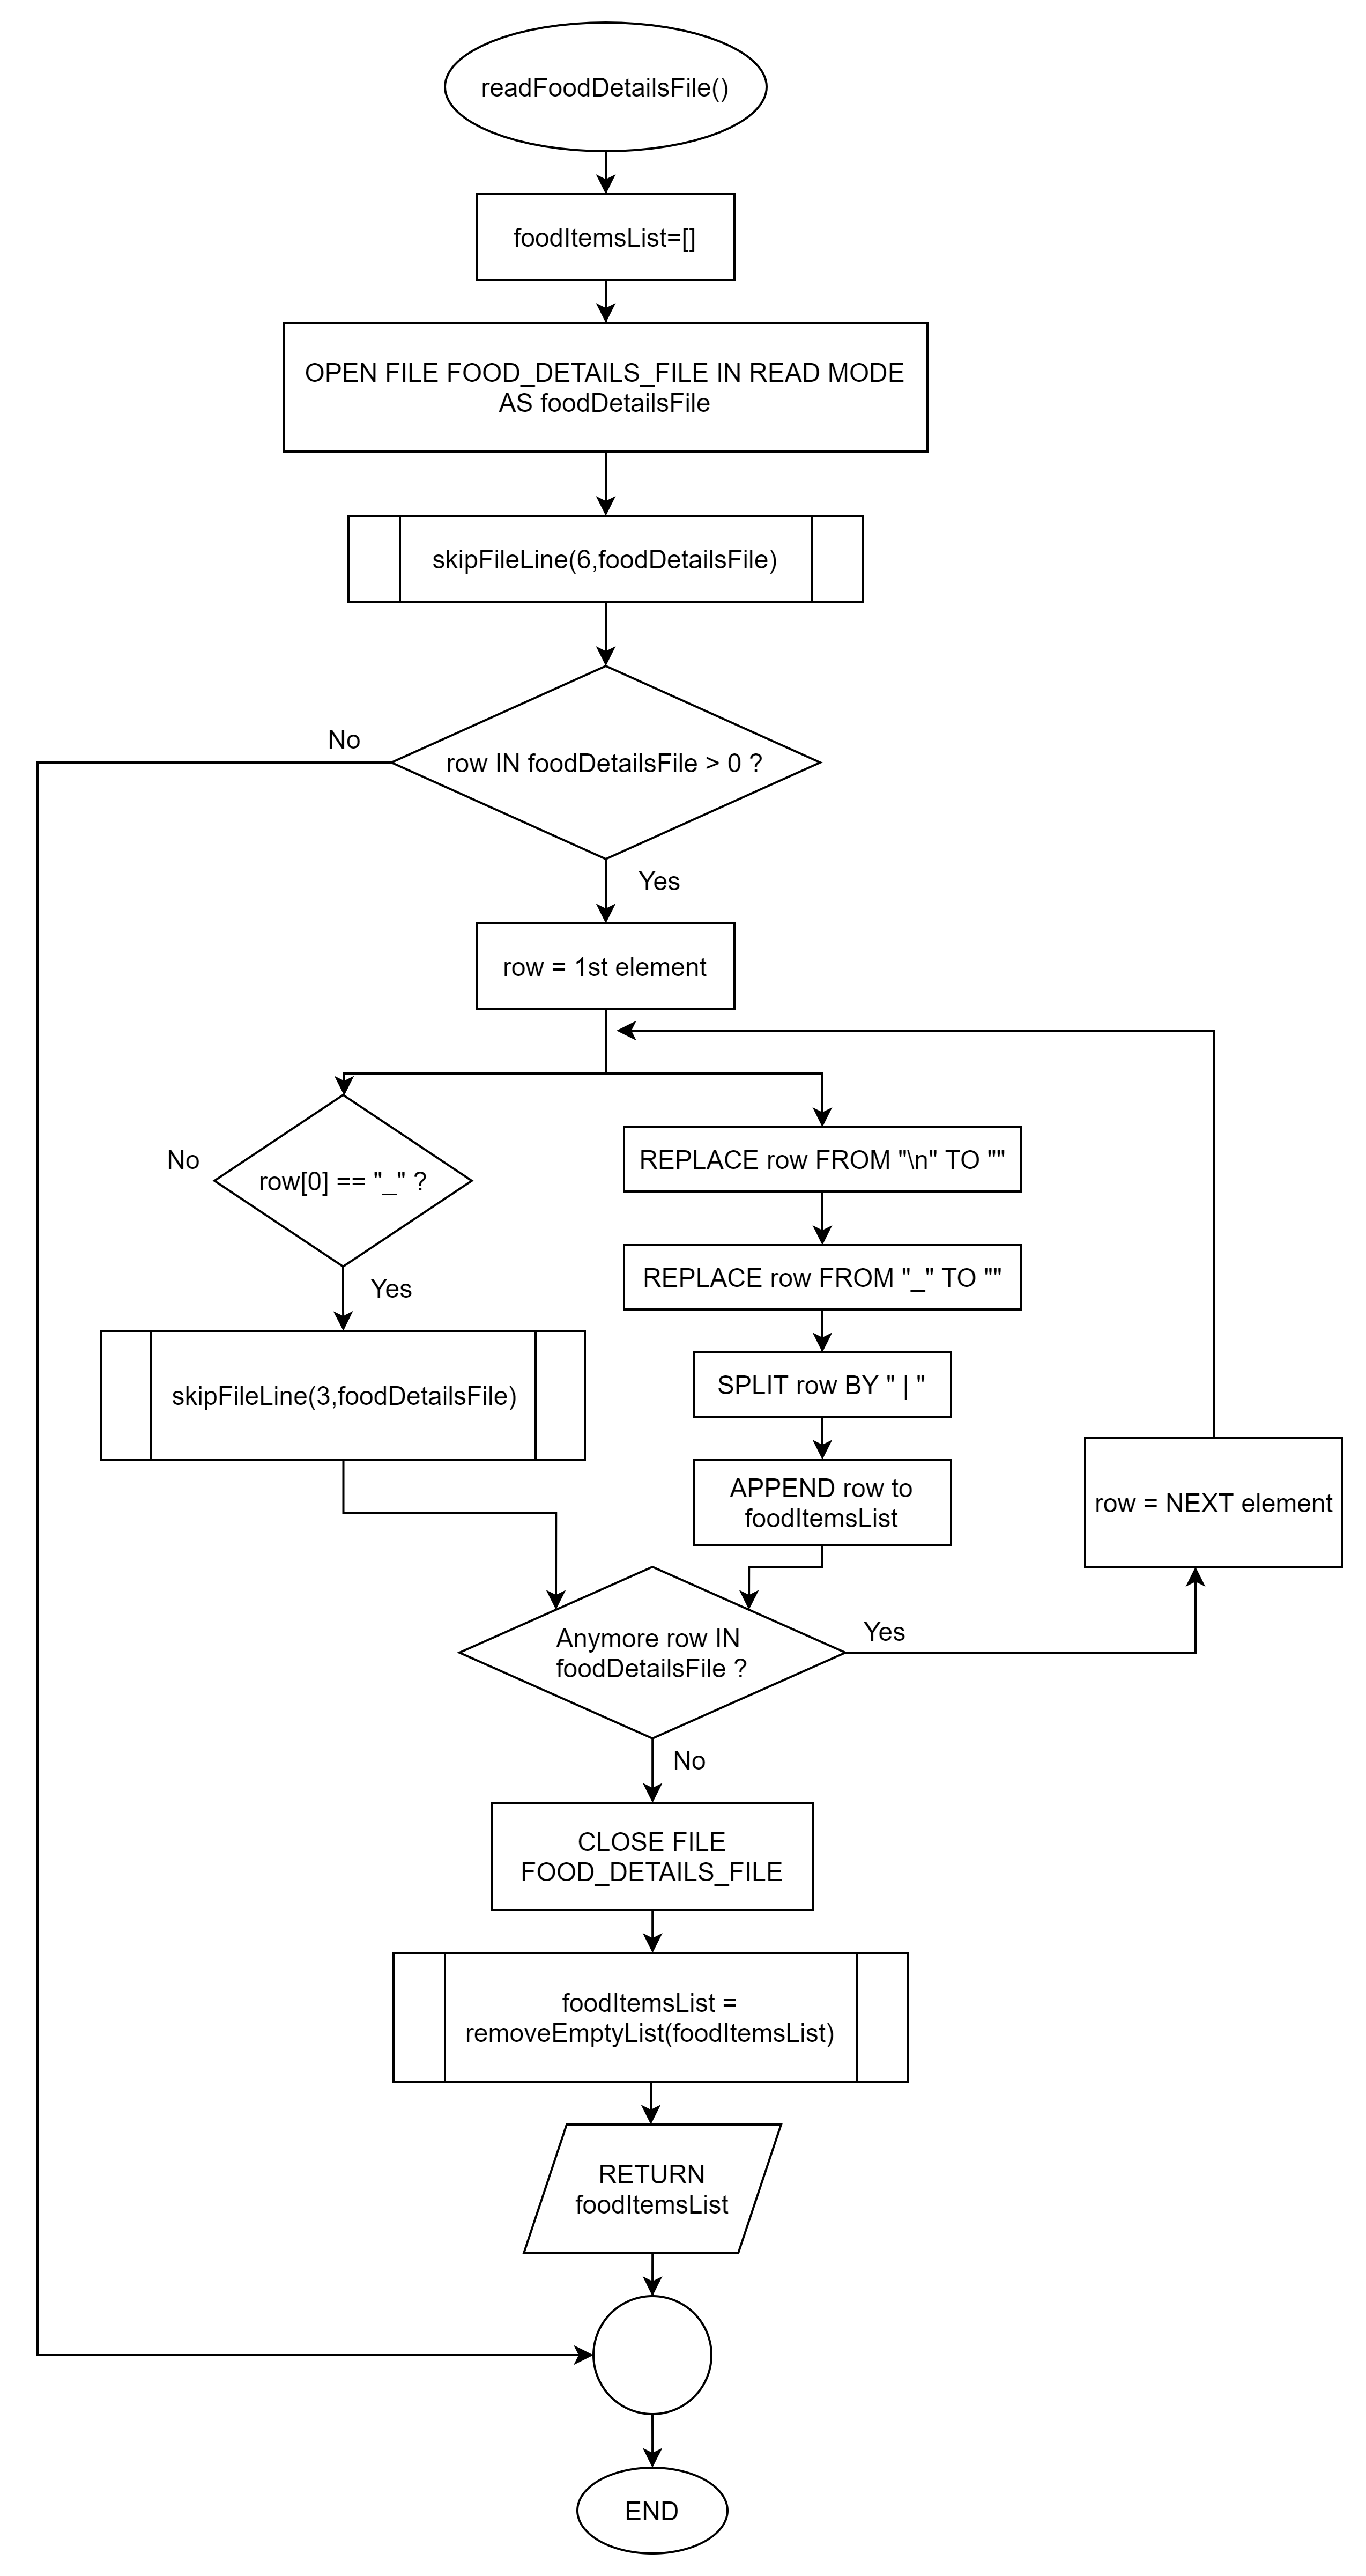 readFoodDetailsFile()
foodItemsList=[]
OPEN FILE FOOD_DETAILS_FILE IN READ MODE
AS foodDetailsFile
skipFileLine(6,foodDetailsFile)
No
row IN foodDetailsFile > 0 ?
Yes
row = 1st element
No
row[0] == "_" ?
Yes
skipFileLine(3,foodDetailsFile)
REPLACE row FROM "\n" TO ""
REPLACE row FROM "_" TO ""
SPLIT row BY " | "
APPEND row to
foodItemsList
row = NEXT element
Anymore row IN
foodDetailsFile ?
Yes
No
CLOSE FILE
FOOD_DETAILS_FILE
foodItemsList =
removeEmptyList(foodItemsList)
RETURN
foodItemsList
END